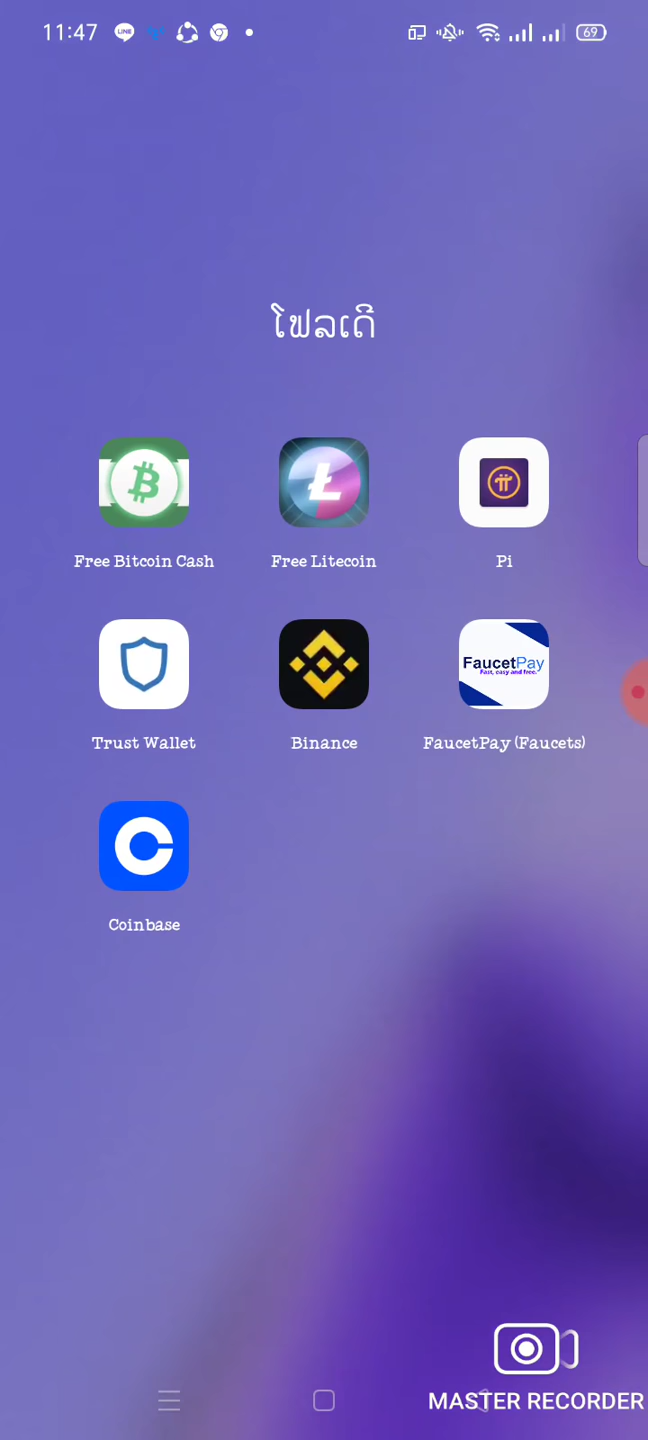 11:47
LINE
69
ໂຟລເດີ
Free Bitcoin Cash
Free Litecoin
Pi
FaucetPay
Fast, easy and free.
Trust Wallet
Binance
FaucetPay (Faucets)
Coinbase
MASTER RECORDER